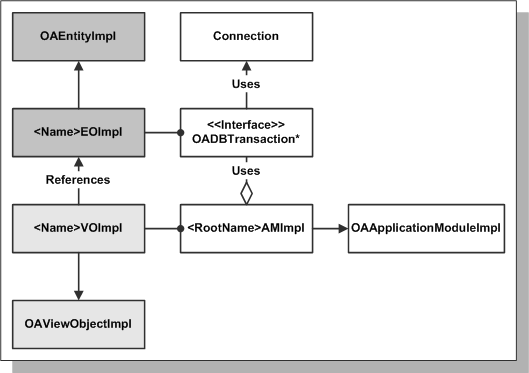 OAEntityImpl
Connection
Uses
<Name>EOImpl
<<Interface>>
OADBTransaction*
References
Uses
<Name>VOImpl
<RootName>AMImpl
OAApplicationModuleImpl
OAViewObjectImpl